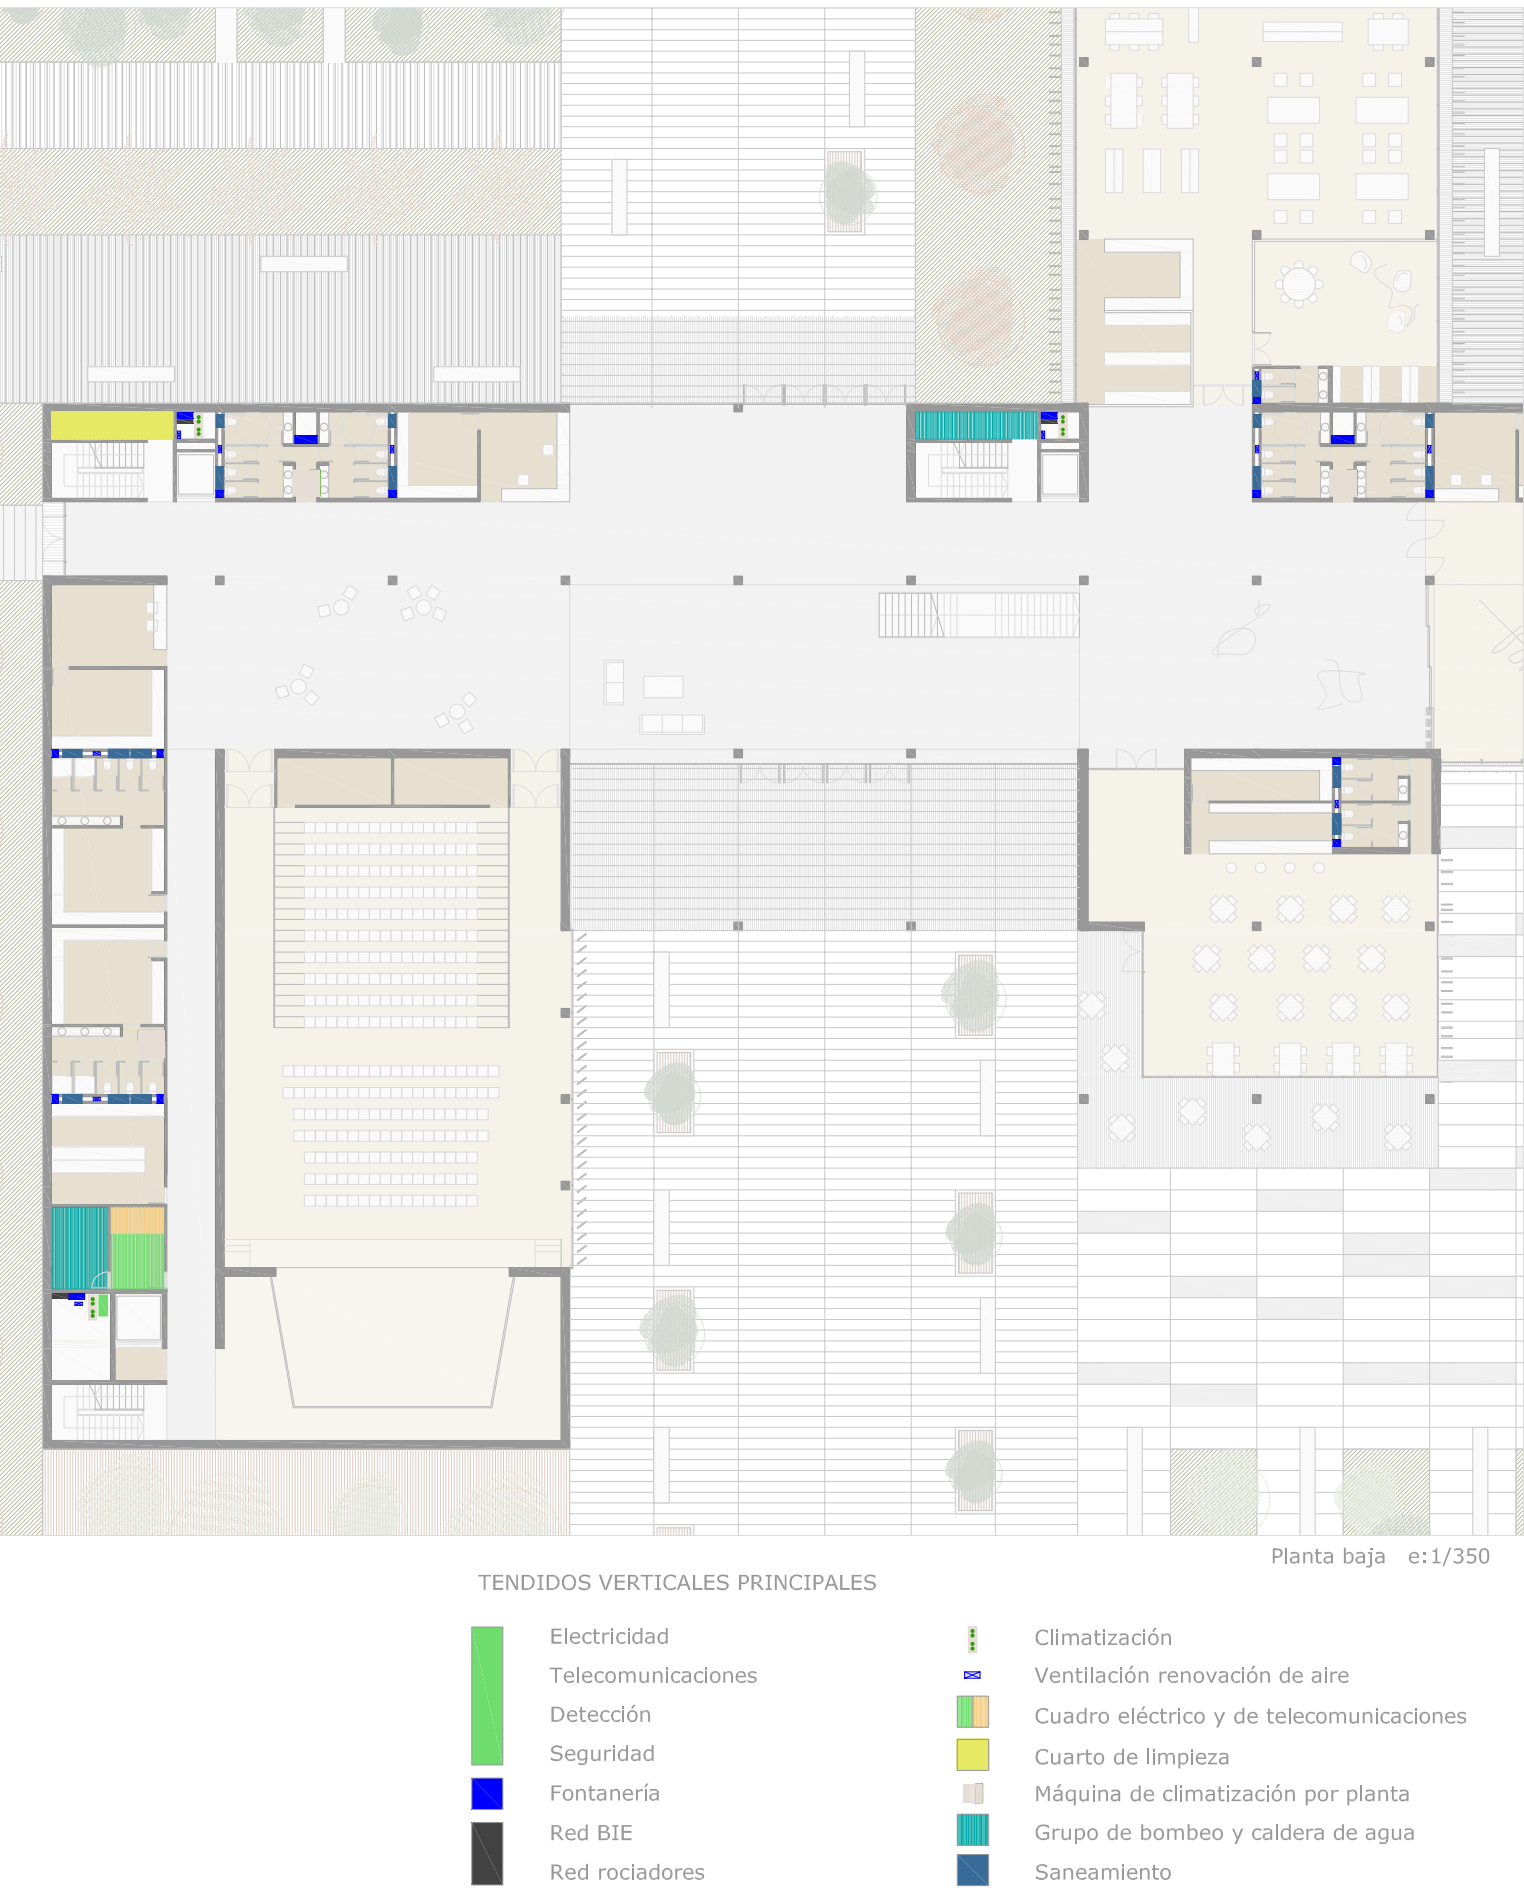 Planta baja e:1/350
TENDIDOS VERTICALES PRINCIPALES
Electricidad
Telecomunicaciones
Detección
Seguridad
Fontanería
Red BIE
Red rociadores
Climatización
Ventilación renovación de aire
Cuadro eléctrico y de telecomunicaciones
Cuarto de limpieza
Máquina de climatización por planta
Grupo de bombeo y caldera de agua
Saneamiento